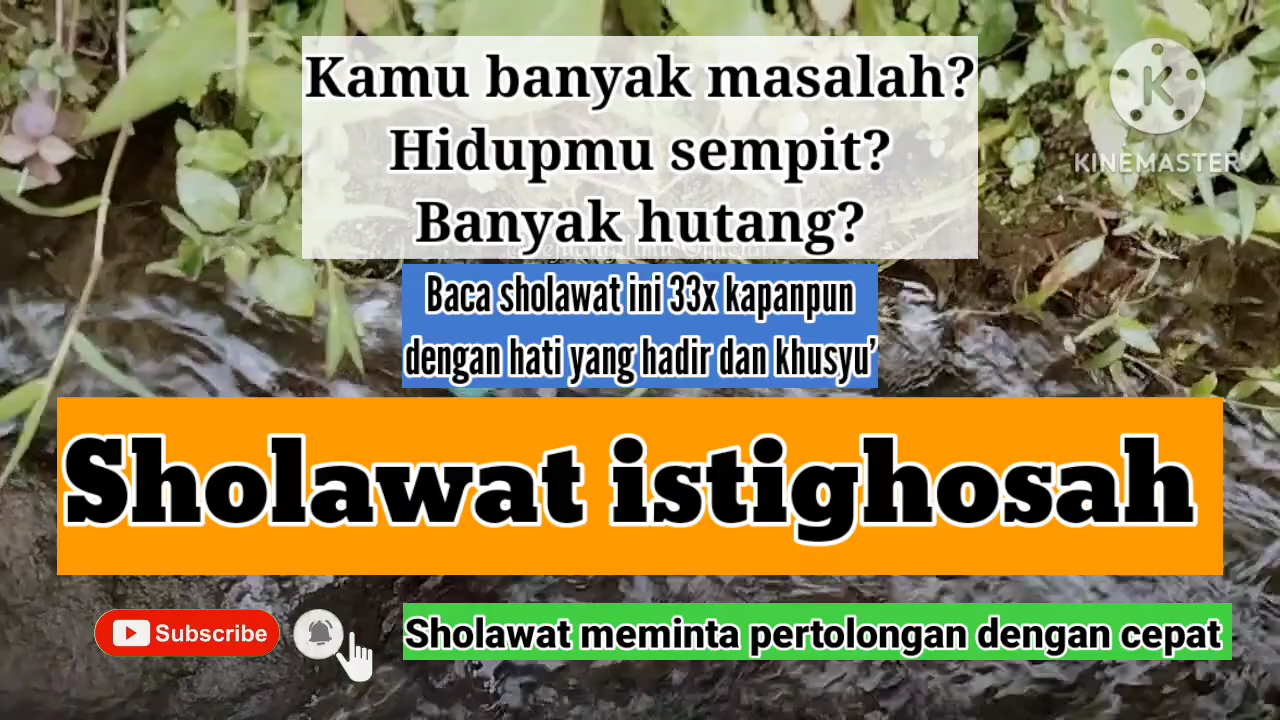 Kamu banyak masalah?
Hidupmu sempit?
Banyak hutang?
Baca sholawat ini 33x kapanpun
dengan hati yang hadir dan khusyu’
Sholawat istighosah
Subscribe
Sholawat meminta pertolongan dengan cepat
K
KINEMASTER